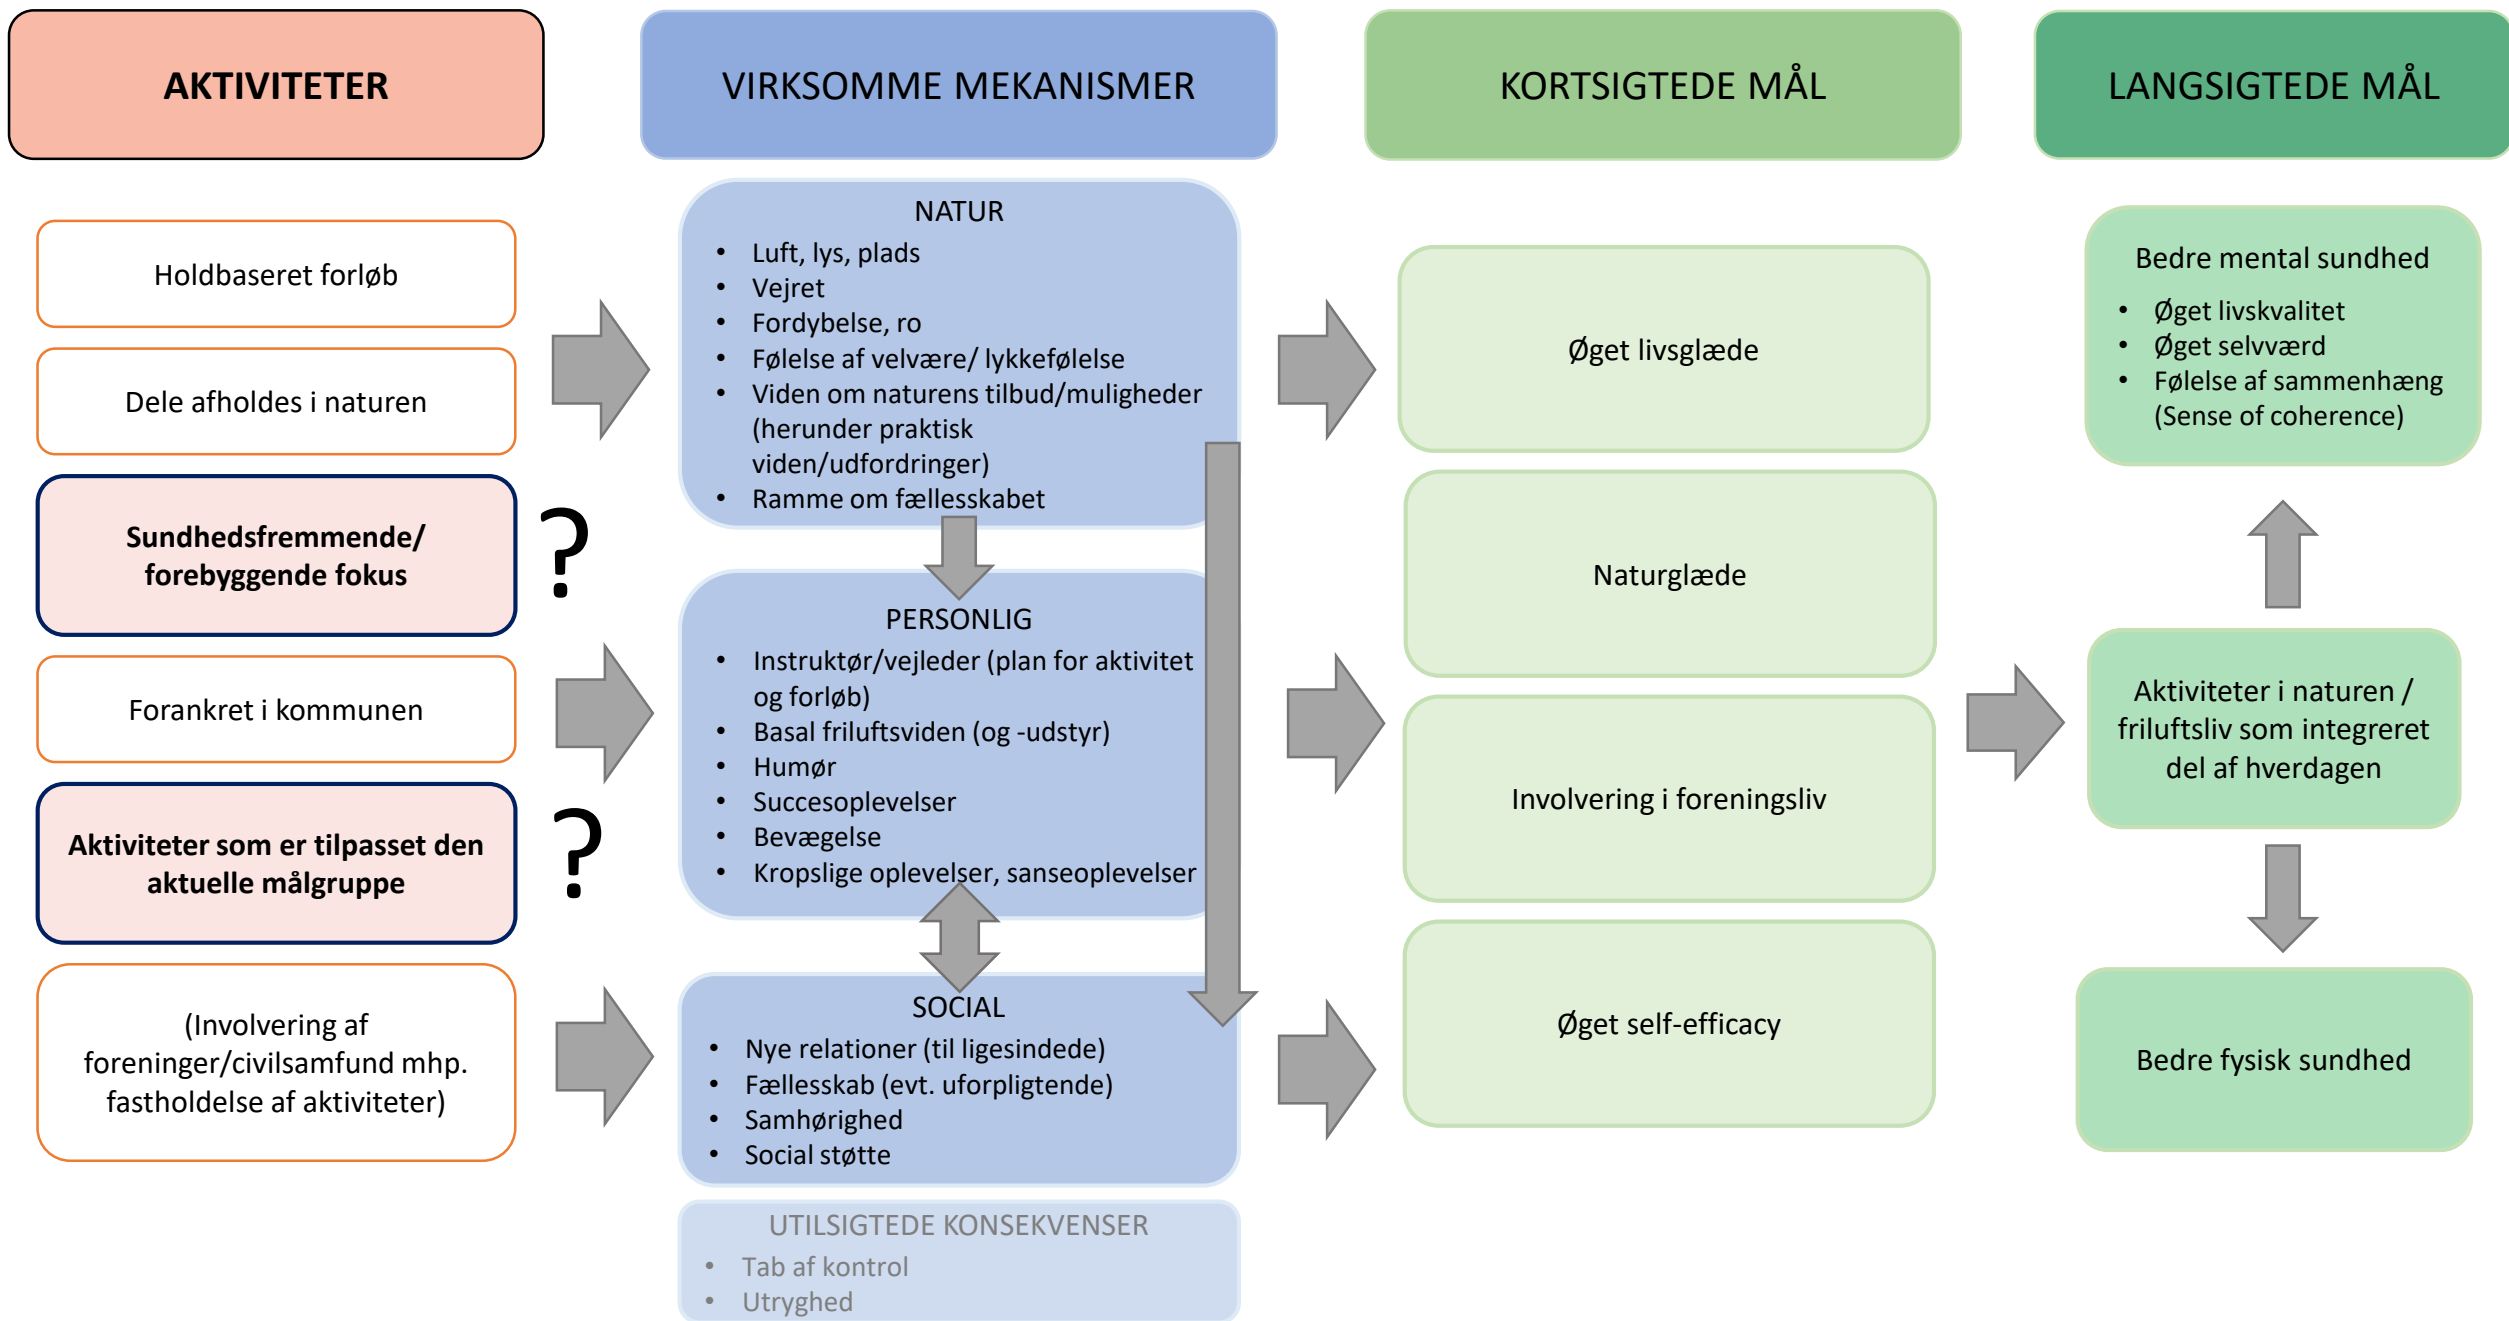 AKTIVITETER
VIRKSOMME MEKANISMER
KORTSIGTEDE MÅL
LANGSIGTEDE MÅL
Holdbaseret forløb
Dele afholdes i naturen
Sundhedsfremmende/
forebyggende fokus
?
Forankret i kommunen
Aktiviteter som er tilpasset den
aktuelle målgruppe
?
(Involvering af
foreninger/civilsamfund mhp.
fastholdelse af aktiviteter)
NATUR
• Luft, lys, plads
• Vejret
• Fordybelse, ro
• Følelse af velvære/ lykkefølelse
• Viden om naturens tilbud/muligheder
(herunder praktisk
viden/udfordringer)
• Ramme om fællesskabet
PERSONLIG
• Instruktør/vejleder (plan for aktivitet
og forløb)
• Basal friluftsviden (og -udstyr)
• Humør
• Succesoplevelser
• Bevægelse
• Kropslige oplevelser, sanseoplevelser
SOCIAL
• Nye relationer (til ligesindede)
• Fællesskab (evt. uforpligtende)
• Samhørighed
• Social støtte
UTILSIGTEDE KONSEKVENSER
• Tab af kontrol
• Utryghed
Øget livsglæde
Naturglæde
Involvering i foreningsliv
Øget self-efficacy
Bedre mental sundhed
• Øget livskvalitet
• Øget selvværd
• Følelse af sammenhæng
(Sense of coherence)
Aktiviteter i naturen /
friluftsliv som integreret
del af hverdagen
Bedre fysisk sundhed